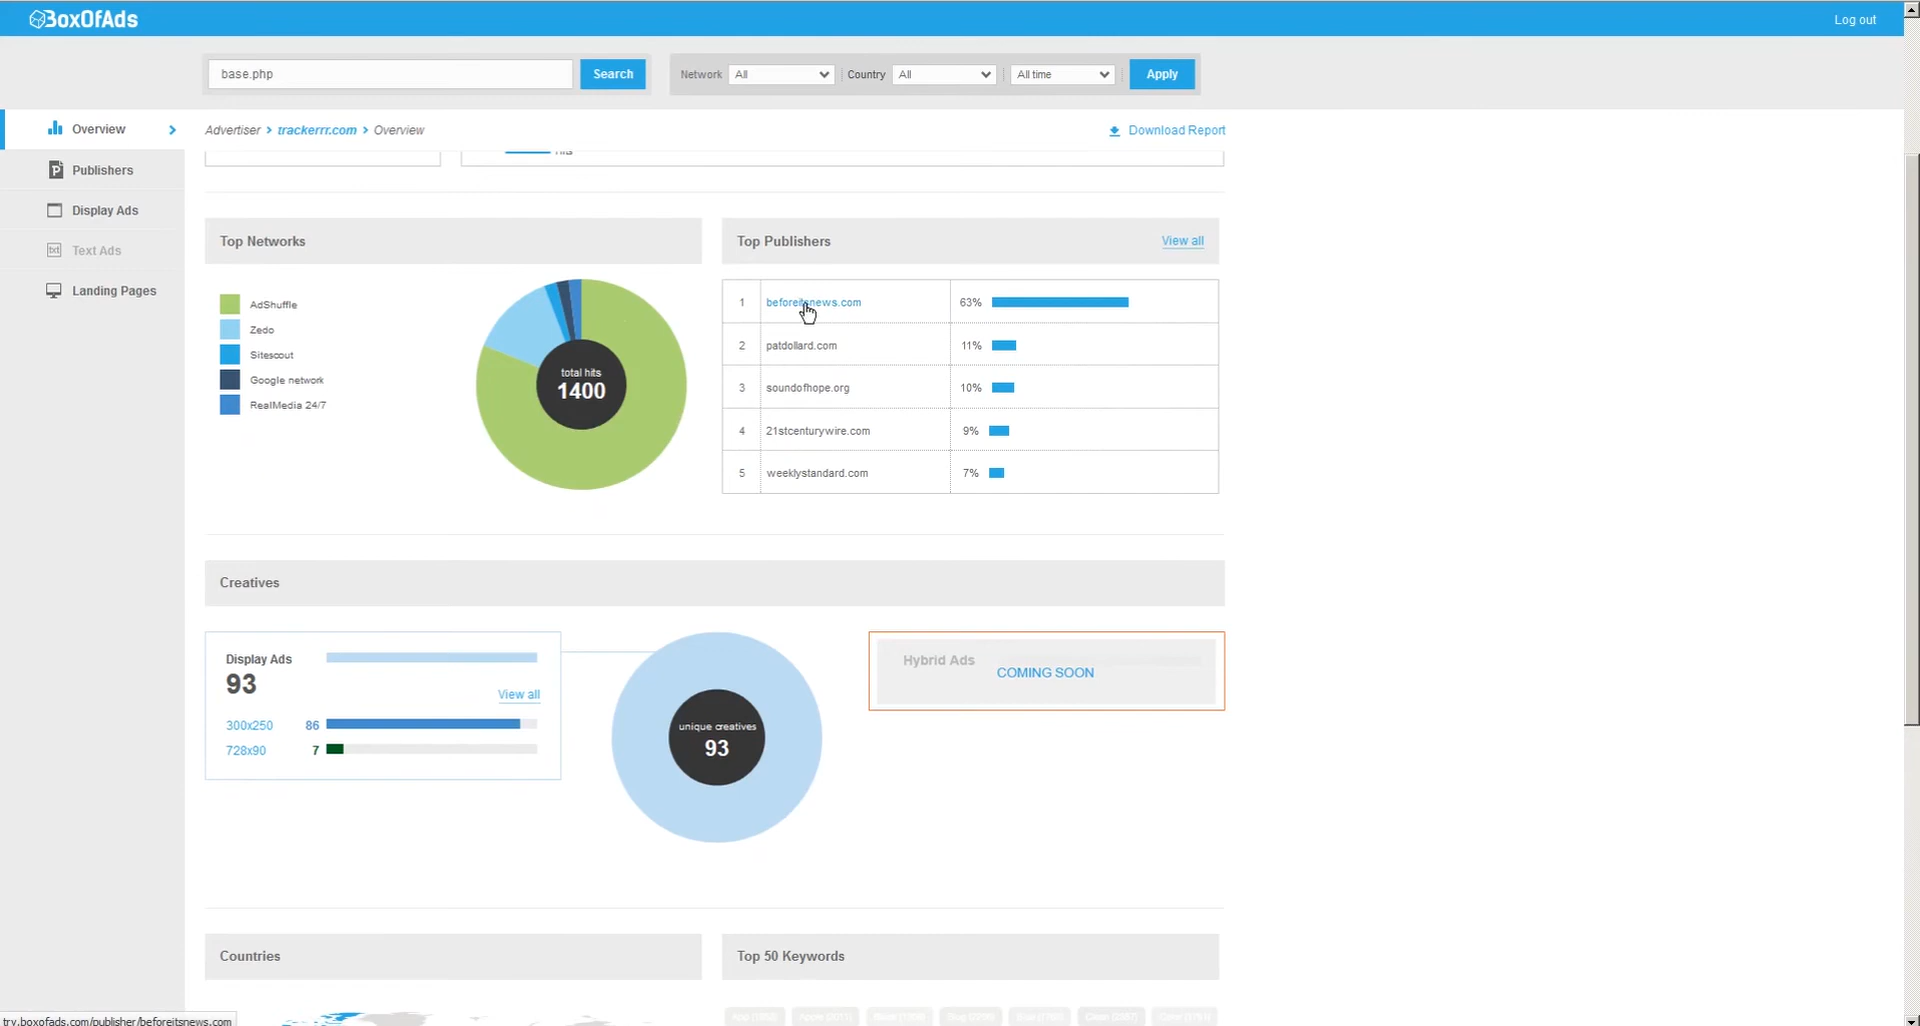 BoxOfAds
Log out
base.php
Search
Network
All
Country
All
All time
Apply
Overview
Publishers
Display Ads
Text Ads
Landing Pages
Advertiser > trackerrr.com > Overview
Download Report
Top Networks
AdShuffle
Zedo
Sitescout
Google network
RealMedia 24/7
total hits
1400
Top Publishers
View all
1 beforeitsnews.com 63%
2 patdollard.com 11%
3 soundofhope.org 10%
4 21stcenturywire.com 9%
5 weeklystandard.com 7%
Creatives
Display Ads
93
View all
300x250 86
728x90 7
unique creatives
93
Hybrid Ads
COMING SOON
Countries
Top 50 Keywords
try.boxofads.com/publisher/beforeitsnews.com